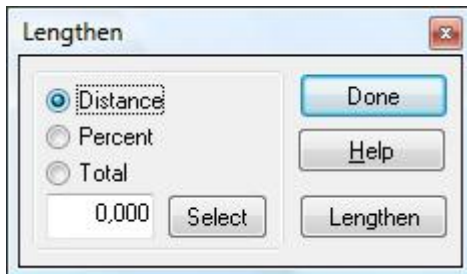 Lengthen
Distance
Done
Percent
Help
Total
0,000
Select
Lengthen